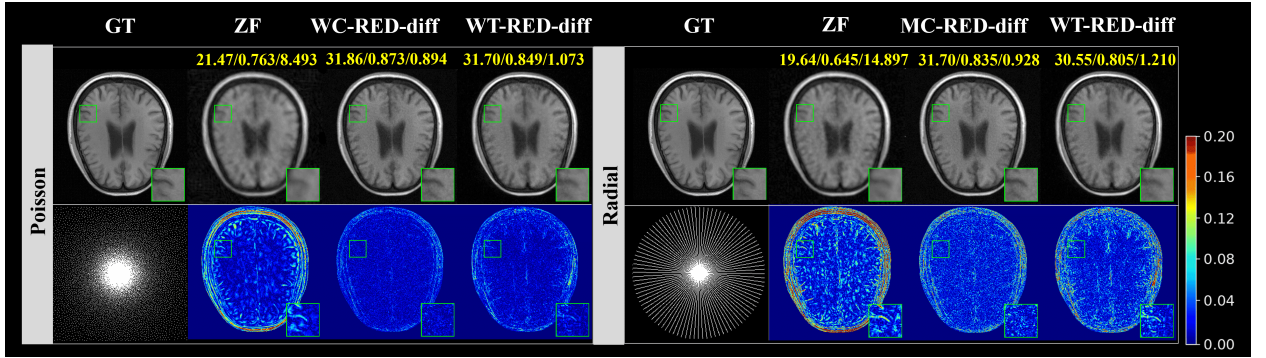 GT ZF WC-RED-diff WT-RED-diff GT ZF MC-RED-diff WT-RED-diff
21.47/0.763/8.493 31.86/0.873/0.894 31.70/0.849/1.073 19.64/0.645/14.897 31.70/0.835/0.928 30.55/0.805/1.210
Poisson
Radial
0.20
0.16
0.12
0.08
0.04
0.00